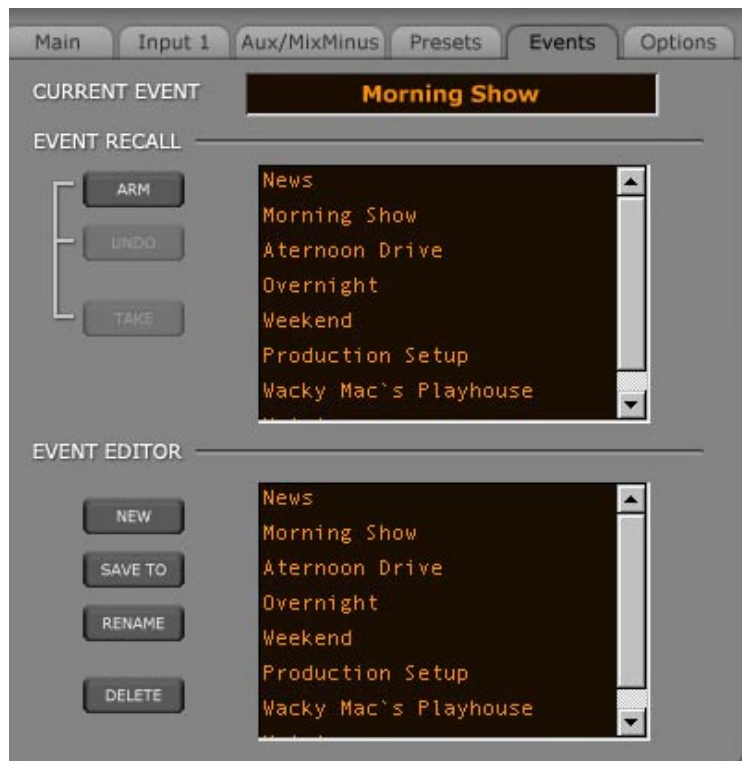 Main Input 1 Aux/MixMinus Presets Events Options
CURRENT EVENT Morning Show
EVENT RECALL
ARM
UNDO
TAKE
News
Morning Show
Aternoon Drive
Overnight
Weekend
Production Setup
Wacky Mac`s Playhouse
EVENT EDITOR
NEW
SAVE TO
RENAME
DELETE
News
Morning Show
Aternoon Drive
Overnight
Weekend
Production Setup
Wacky Mac`s Playhouse